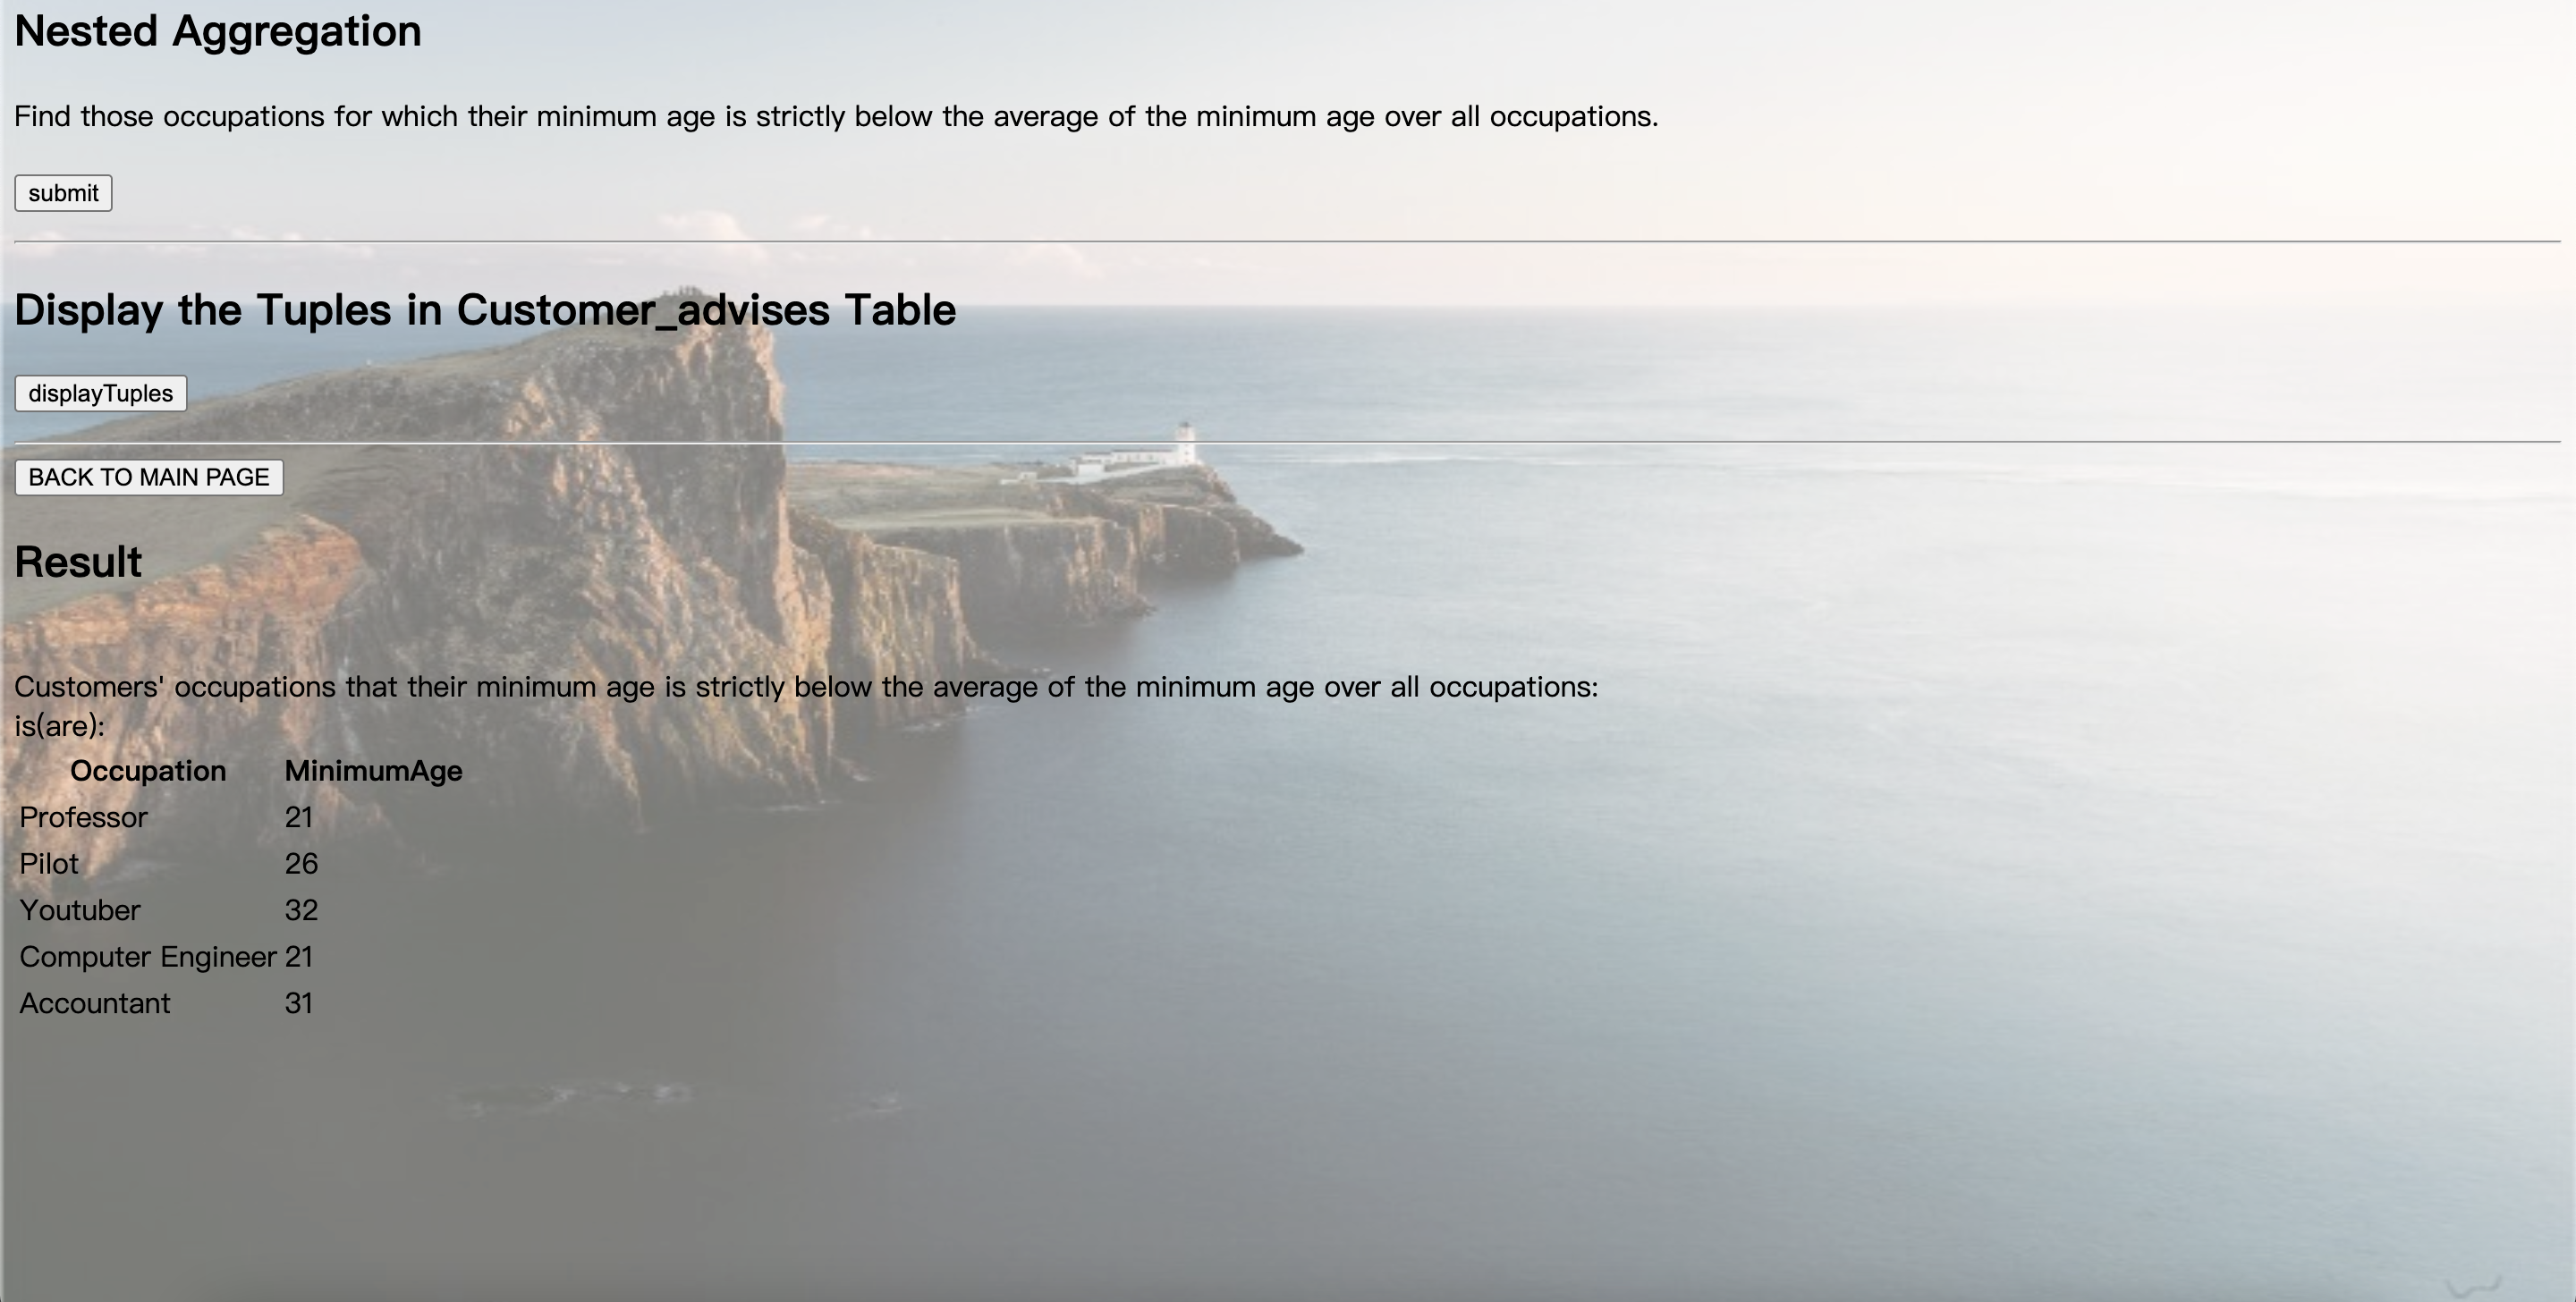 Nested Aggregation
Find those occupations for which their minimum age is strictly below the average of the minimum age over all occupations.
submit
Display the Tuples in Customer_advises Table
displayTuples
BACK TO MAIN PAGE
Result
Customers' occupations that their minimum age is strictly below the average of the minimum age over all occupations:
is(are):
Occupation MinimumAge
Professor 21
Pilot 26
Youtuber 32
Computer Engineer 21
Accountant 31